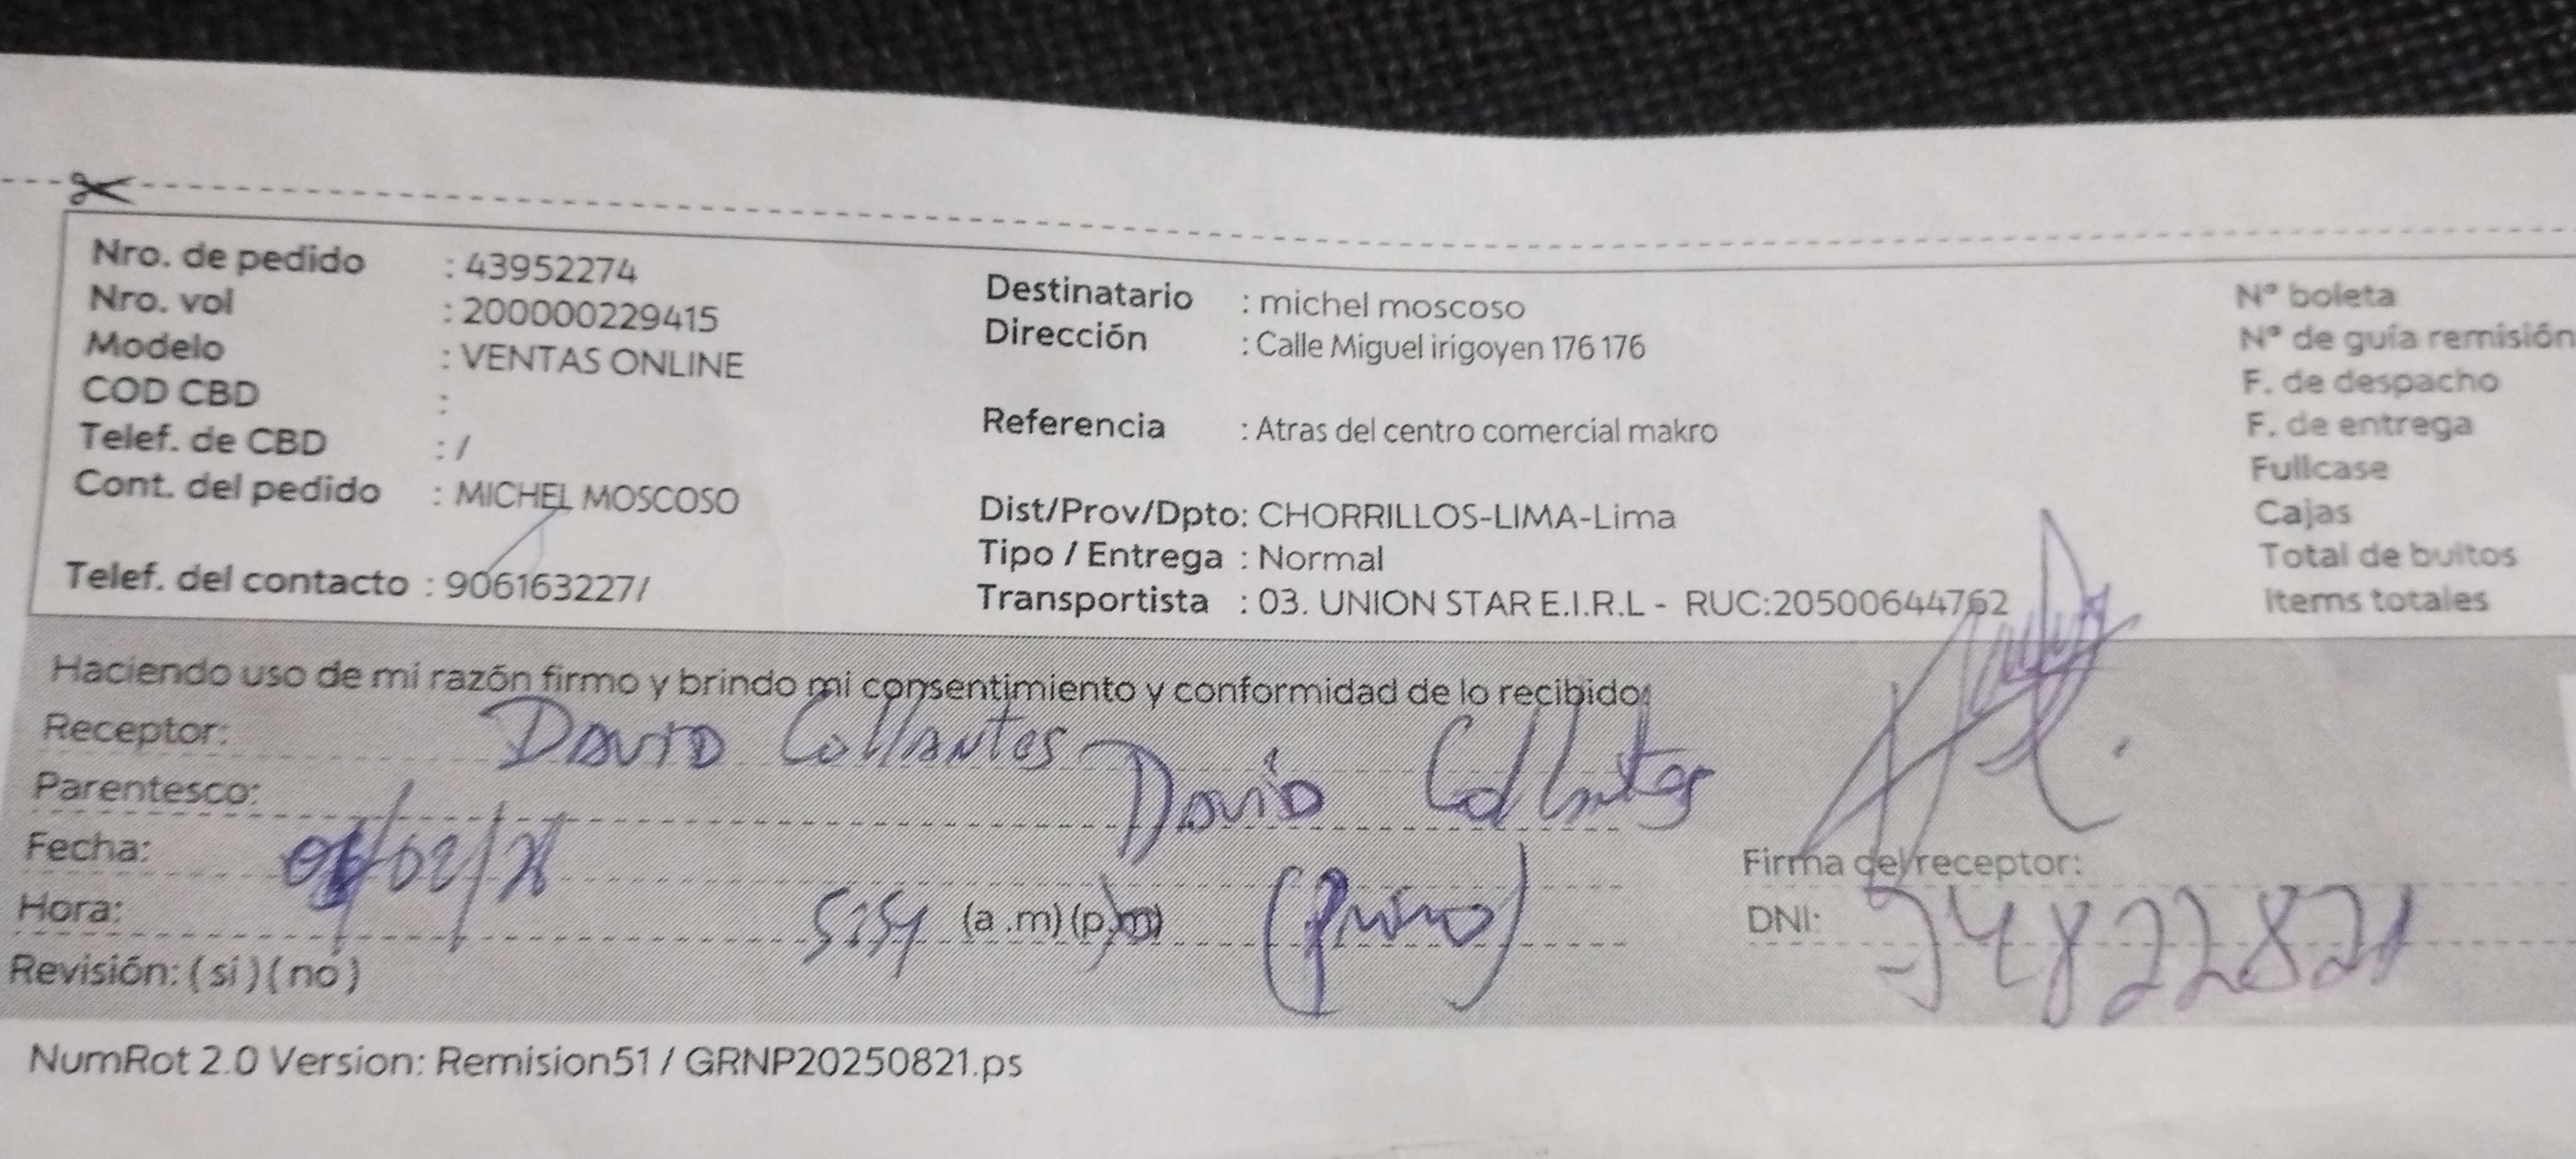 Nro. de pedido : 43952274
Nro. vol : 200000229415
Modelo : VENTAS ONLINE
COD CBD :
Telef. de CBD : /
Cont. del pedido : MICHEL MOSCOSO
Telef. del contacto : 906163227/
Destinatario : michel moscoso
Dirección : Calle Miguel irigoyen 176 176
Referencia : Atras del centro comercial makro
Dist/Prov/Dpto: CHORRILLOS-LIMA-Lima
Tipo / Entrega : Normal
Transportista : 03. UNION STAR E.I.R.L - RUC:20500644762
N° boleta
N° de guía remisión
F. de despacho
F. de entrega
Fullcase
Cajas
Total de bultos
Items totales
Haciendo uso de mi razón firmo y brindo mi consentimiento y conformidad de lo recibido:
Receptor: DAVID Collantes
David Collantes
Parentesco:
Fecha:
Hora: (a .m) (p.m)
(Primo)
Revisión: (si) (no)
Firma del receptor:
DNI:
NumRot 2.0 Version: Remision51 / GRNP20250821.ps